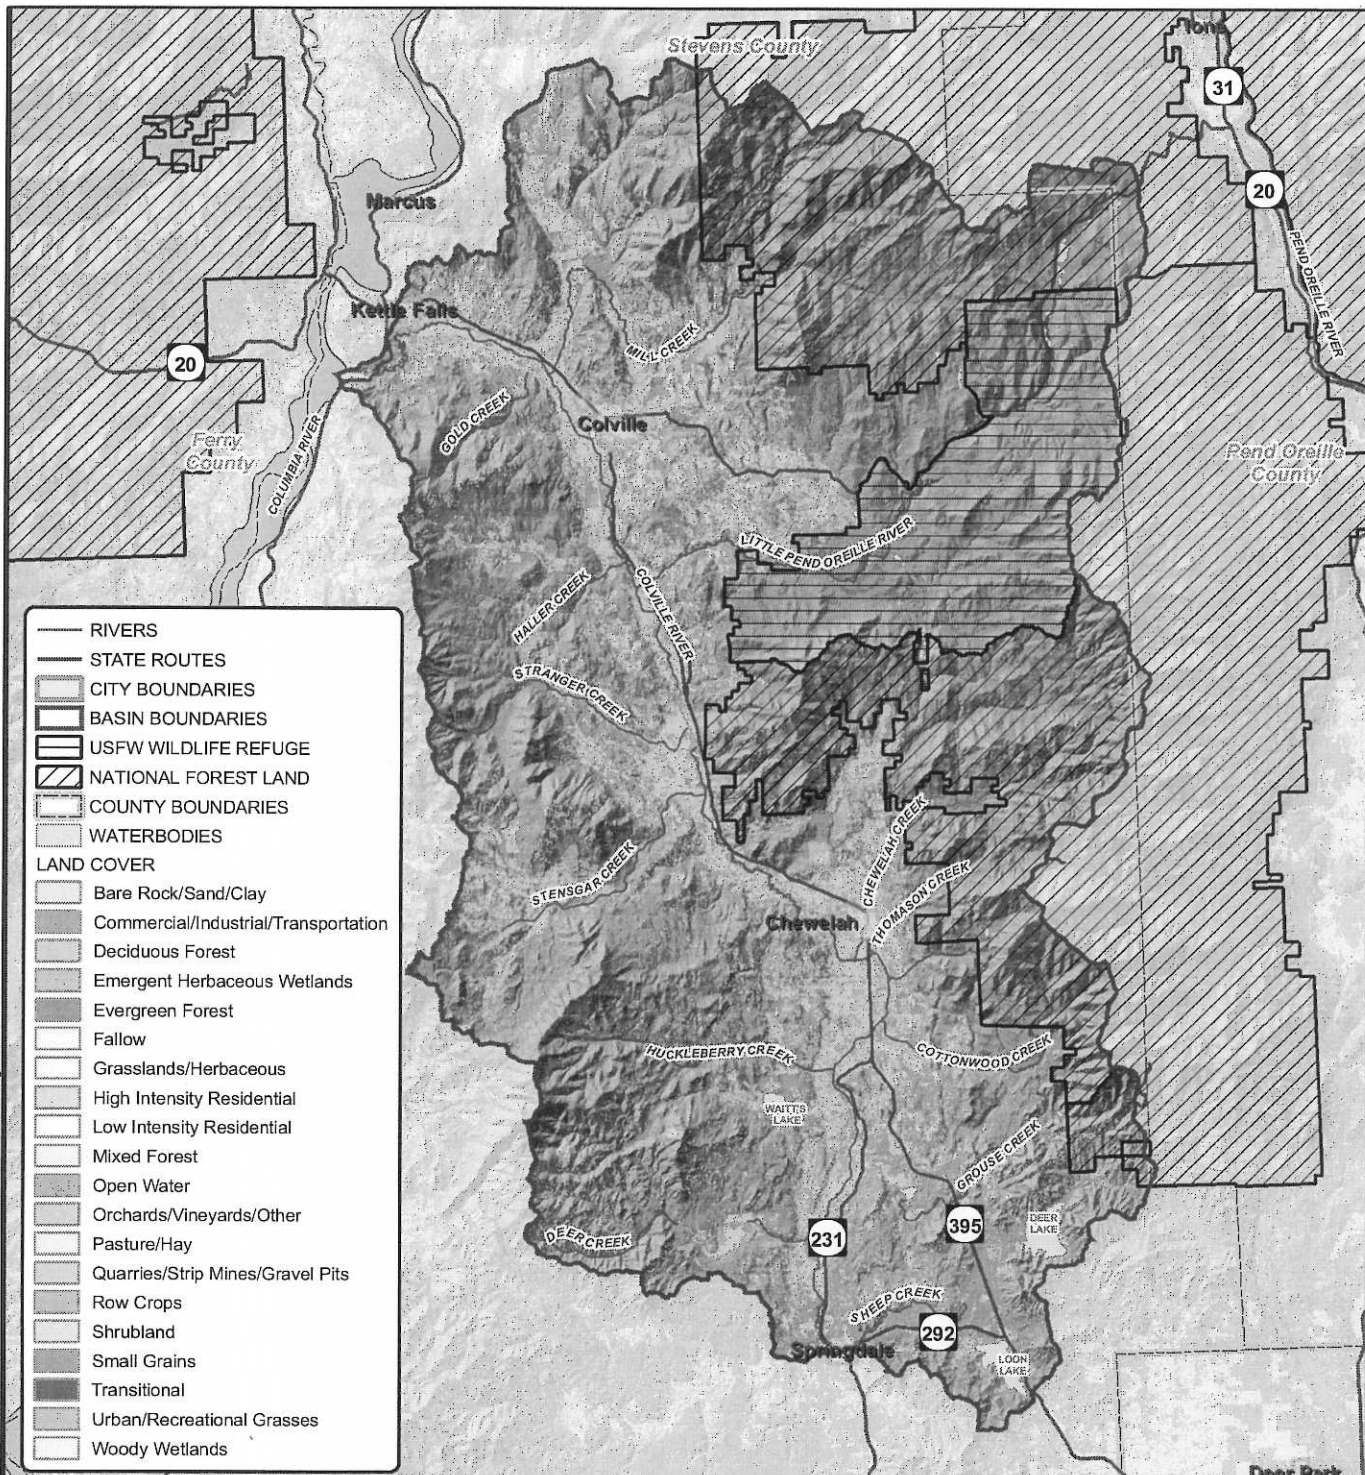 Stevens County
Ione
31
20
PEND OREILLE RIVER
Marcus
Kettle Falls
20
MILL CREEK
GOLD CREEK
Colville
Ferry
County
COLUMBIA RIVER
Pend Oreille
County
LITTLE PEND OREILLE RIVER
COLVILLE RIVER
HALLER CREEK
STRANGER CREEK
CHEWELAH CREEK
STENSGAR CREEK
THOMASON CREEK
Chewelah
HUCKLEBERRY CREEK
COTTONWOOD CREEK
WAITTS
LAKE
GROUSE CREEK
DEER CREEK
231
395
DEER
LAKE
SHEEP CREEK
292
Springdale
LOON
LAKE
Deer Park
RIVERS
STATE ROUTES
CITY BOUNDARIES
BASIN BOUNDARIES
USFW WILDLIFE REFUGE
NATIONAL FOREST LAND
COUNTY BOUNDARIES
WATERBODIES
LAND COVER
Bare Rock/Sand/Clay
Commercial/Industrial/Transportation
Deciduous Forest
Emergent Herbaceous Wetlands
Evergreen Forest
Fallow
Grasslands/Herbaceous
High Intensity Residential
Low Intensity Residential
Mixed Forest
Open Water
Orchards/Vineyards/Other
Pasture/Hay
Quarries/Strip Mines/Gravel Pits
Row Crops
Shrubland
Small Grains
Transitional
Urban/Recreational Grasses
Woody Wetlands